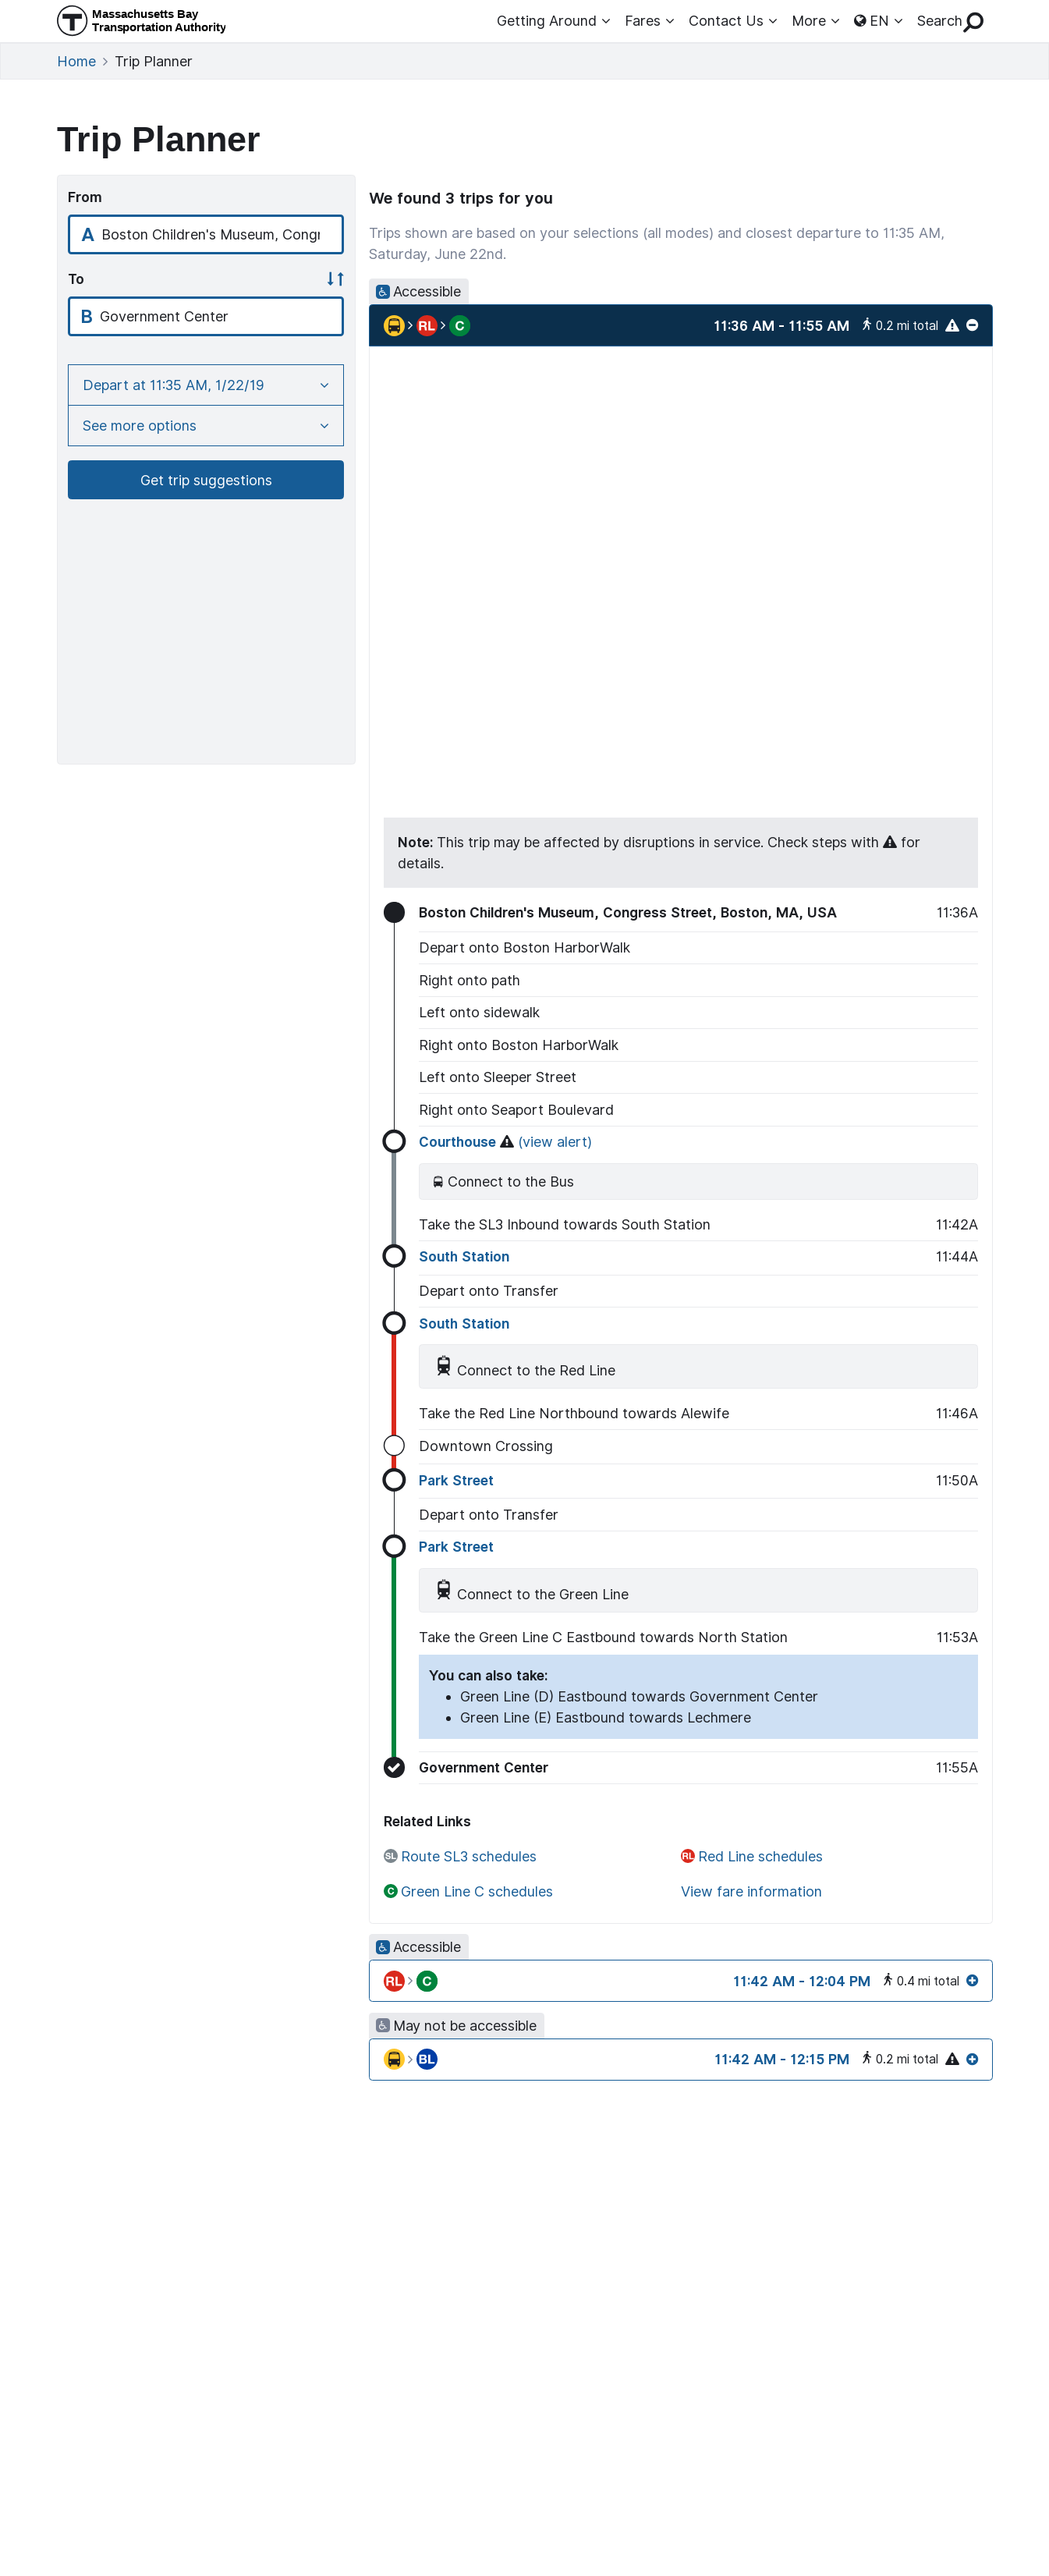 Massachusetts Bay
Transportation Authority
Getting Around Fares Contact Us More EN Search
Home Trip Planner
Trip Planner
From
A Boston Children's Museum, Cong
To
B Government Center
Depart at 11:35 AM, 1/22/19
See more options
Get trip suggestions
We found 3 trips for you
Trips shown are based on your selections (all modes) and closest departure to 11:35 AM,
Saturday, June 22nd.
Accessible
RL C 11:36 AM - 11:55 AM 0.2 mi total
Note: This trip may be affected by disruptions in service. Check steps with for
details.
Boston Children's Museum, Congress Street, Boston, MA, USA 11:36A
Depart onto Boston HarborWalk
Right onto path
Left onto sidewalk
Right onto Boston HarborWalk
Left onto Sleeper Street
Right onto Seaport Boulevard
Courthouse (view alert)
Connect to the Bus
Take the SL3 Inbound towards South Station 11:42A
South Station 11:44A
Depart onto Transfer
South Station
Connect to the Red Line
Take the Red Line Northbound towards Alewife 11:46A
Downtown Crossing
Park Street 11:50A
Depart onto Transfer
Park Street
Connect to the Green Line
Take the Green Line C Eastbound towards North Station 11:53A
You can also take:
Green Line (D) Eastbound towards Government Center
Green Line (E) Eastbound towards Lechmere
Government Center 11:55A
Related Links
SL Route SL3 schedules RL Red Line schedules
C Green Line C schedules View fare information
Accessible
RL C 11:42 AM - 12:04 PM 0.4 mi total
May not be accessible
BL 11:42 AM - 12:15 PM 0.2 mi total